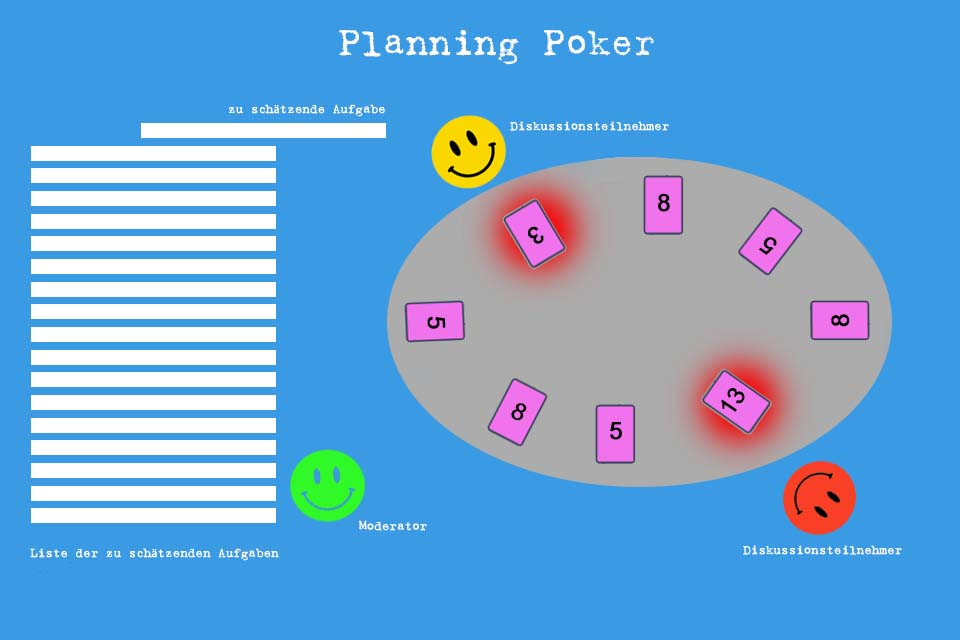 Planning Poker
zu schätzende Aufgabe
Diskussionsteilnehmer
3
8
5
5
8
8
5
13
Moderator
Liste der zu schätzenden Aufgaben
Diskussionsteilnehmer